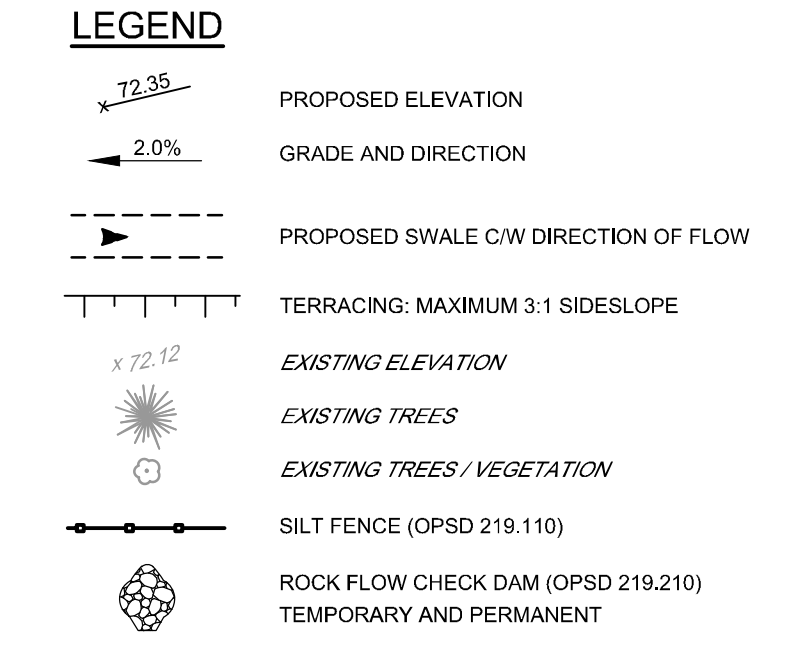 LEGEND
x 72.35 PROPOSED ELEVATION
2.0% GRADE AND DIRECTION
PROPOSED SWALE C/W DIRECTION OF FLOW
TERRACING: MAXIMUM 3:1 SIDESLOPE
x 72.12 EXISTING ELEVATION
EXISTING TREES
EXISTING TREES / VEGETATION
SILT FENCE (OPSD 219.110)
ROCK FLOW CHECK DAM (OPSD 219.210)
TEMPORARY AND PERMANENT